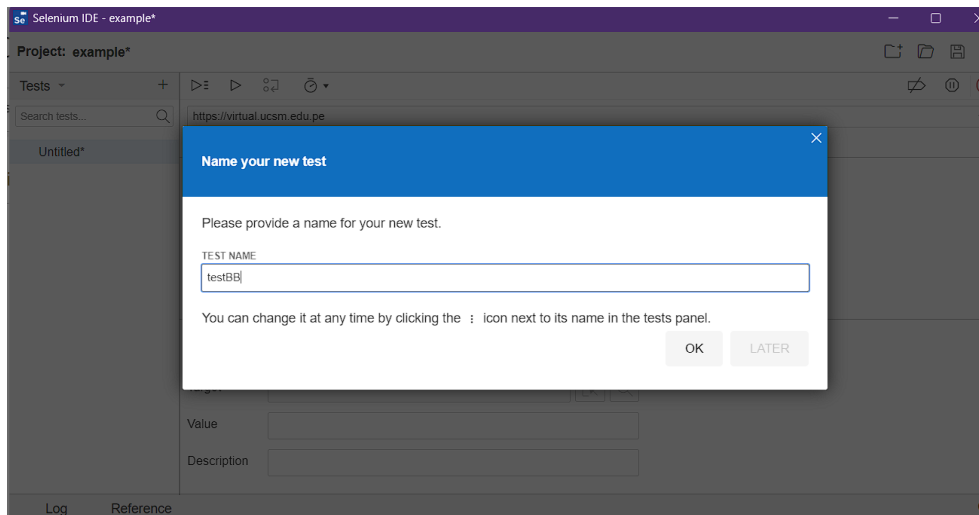 Se Selenium IDE - example*
Project: example*
Tests
Search tests...
https://virtual.ucsm.edu.pe
Untitled*
Name your new test
Please provide a name for your new test.
TEST NAME
testBB
You can change it at any time by clicking the ⋮ icon next to its name in the tests panel.
OK LATER
Value
Description
Log Reference